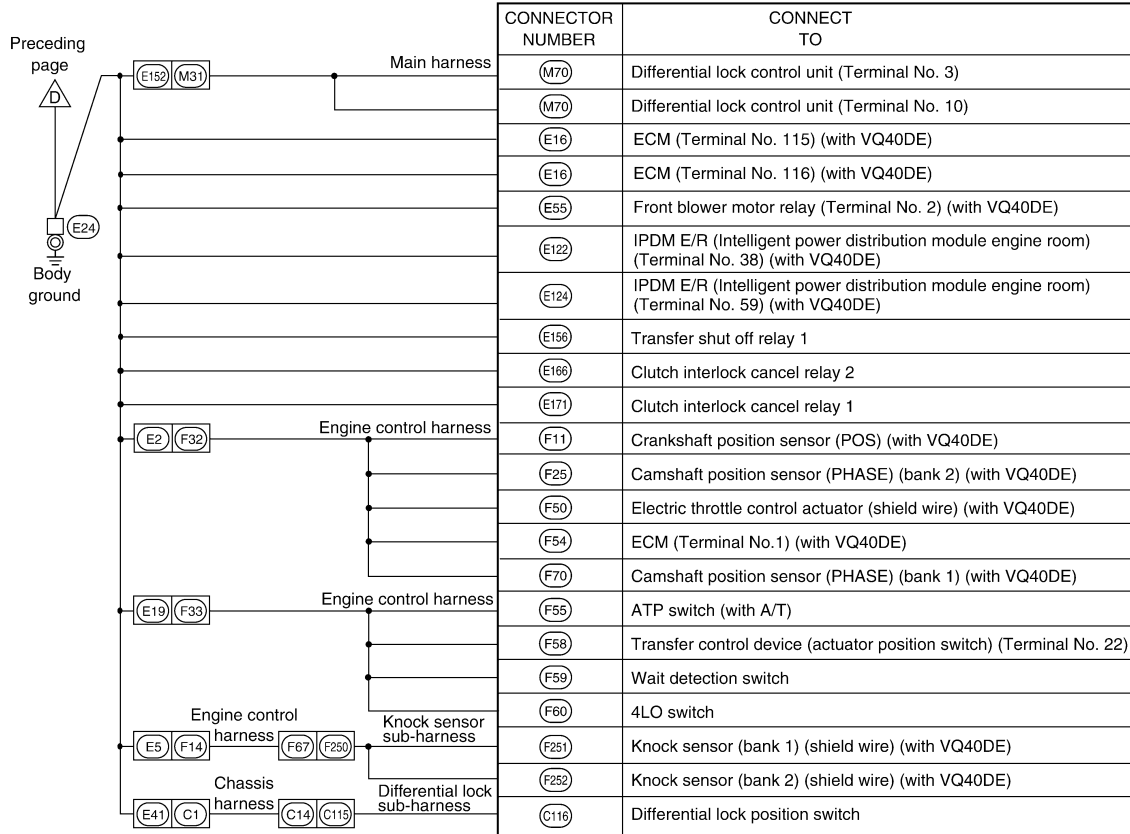 CONNECTOR NUMBER
CONNECT TO
Preceding page
D
E24
Body ground
E152 M31
Main harness
M70 Differential lock control unit (Terminal No. 3)
M70 Differential lock control unit (Terminal No. 10)
E16 ECM (Terminal No. 115) (with VQ40DE)
E16 ECM (Terminal No. 116) (with VQ40DE)
E55 Front blower motor relay (Terminal No. 2) (with VQ40DE)
E122 IPDM E/R (Intelligent power distribution module engine room)
(Terminal No. 38) (with VQ40DE)
E124 IPDM E/R (Intelligent power distribution module engine room)
(Terminal No. 59) (with VQ40DE)
E156 Transfer shut off relay 1
E166 Clutch interlock cancel relay 2
E171 Clutch interlock cancel relay 1
E2 F32 Engine control harness F11 Crankshaft position sensor (POS) (with VQ40DE)
F25 Camshaft position sensor (PHASE) (bank 2) (with VQ40DE)
F50 Electric throttle control actuator (shield wire) (with VQ40DE)
F54 ECM (Terminal No.1) (with VQ40DE)
F70 Camshaft position sensor (PHASE) (bank 1) (with VQ40DE)
E19 F33 Engine control harness F55 ATP switch (with A/T)
F58 Transfer control device (actuator position switch) (Terminal No. 22)
F59 Wait detection switch
F60 4LO switch
Engine control
harness
Knock sensor
sub-harness
E5 F14 F67 F250 F251 Knock sensor (bank 1) (shield wire) (with VQ40DE)
F252 Knock sensor (bank 2) (shield wire) (with VQ40DE)
Chassis
harness
Differential lock
sub-harness
E41 C1 C14 C115 C116 Differential lock position switch